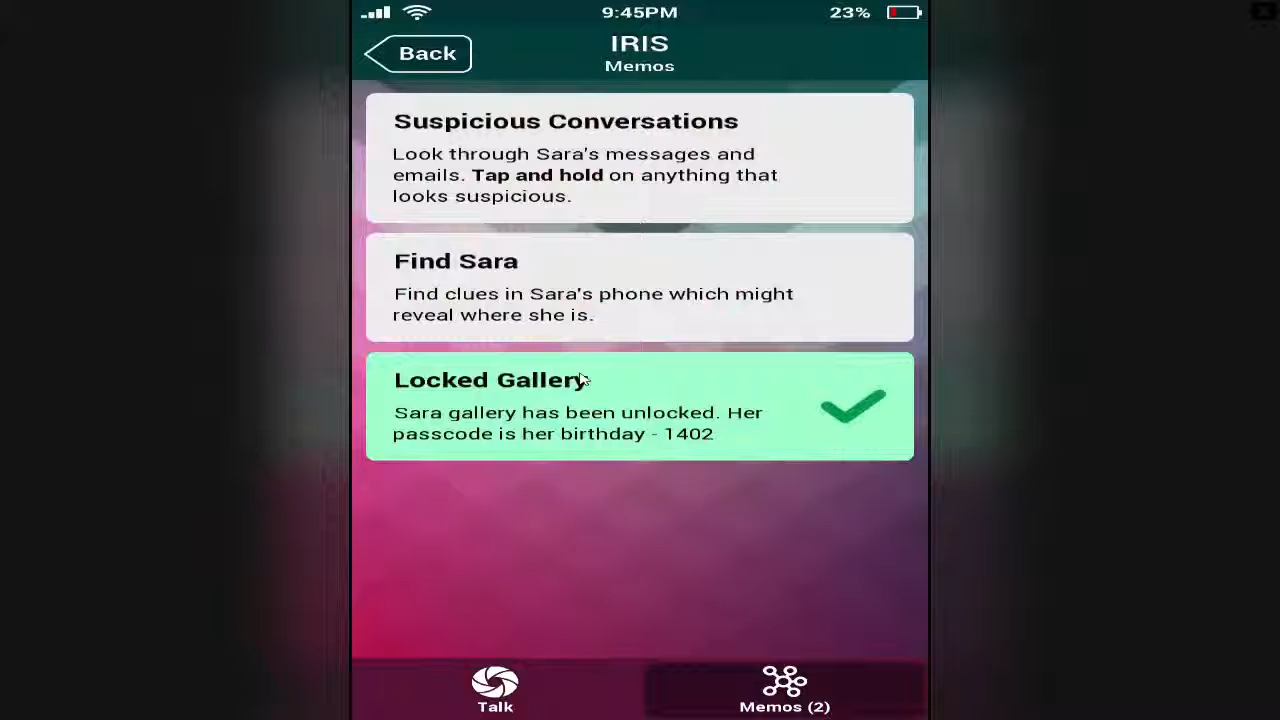 9:45PM
23%
Back
IRIS
Memos
Suspicious Conversations
Look through Sara's messages and
emails. Tap and hold on anything that
looks suspicious.
Find Sara
Find clues in Sara's phone which might
reveal where she is.
Locked Gallery
Sara gallery has been unlocked. Her
passcode is her birthday - 1402
Talk
Memos (2)